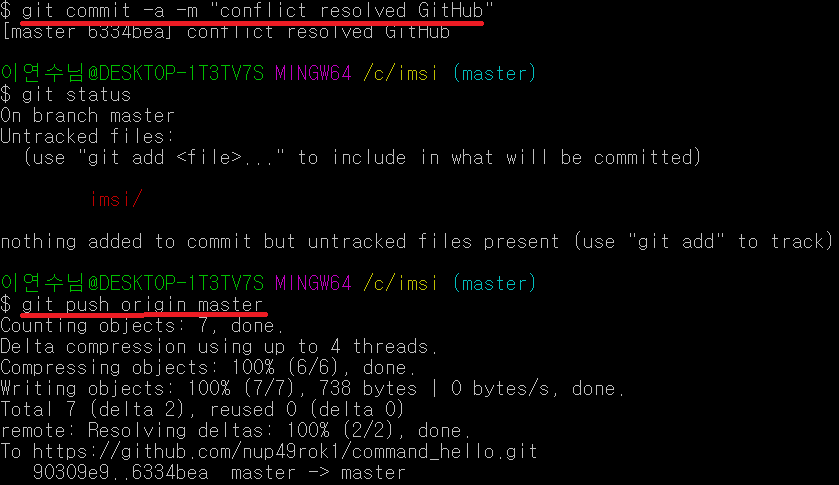 $ git commit -a -m "conflict resolved GitHub"
[master 6334bea] conflict resolved GitHub
이연수님@DESKTOP-1T3TV7S MINGW64 /c/imsi (master)
$ git status
On branch master
Untracked files:
  (use "git add <file>..." to include in what will be committed)
        imsi/
nothing added to commit but untracked files present (use "git add" to track)
이연수님@DESKTOP-1T3TV7S MINGW64 /c/imsi (master)
$ git push origin master
Counting objects: 7, done.
Delta compression using up to 4 threads.
Compressing objects: 100% (6/6), done.
Writing objects: 100% (7/7), 738 bytes | 0 bytes/s, done.
Total 7 (delta 2), reused 0 (delta 0)
remote: Resolving deltas: 100% (2/2), done.
To https://github.com/nup49rok1/command_hello.git
   90309e9..6334bea  master -> master